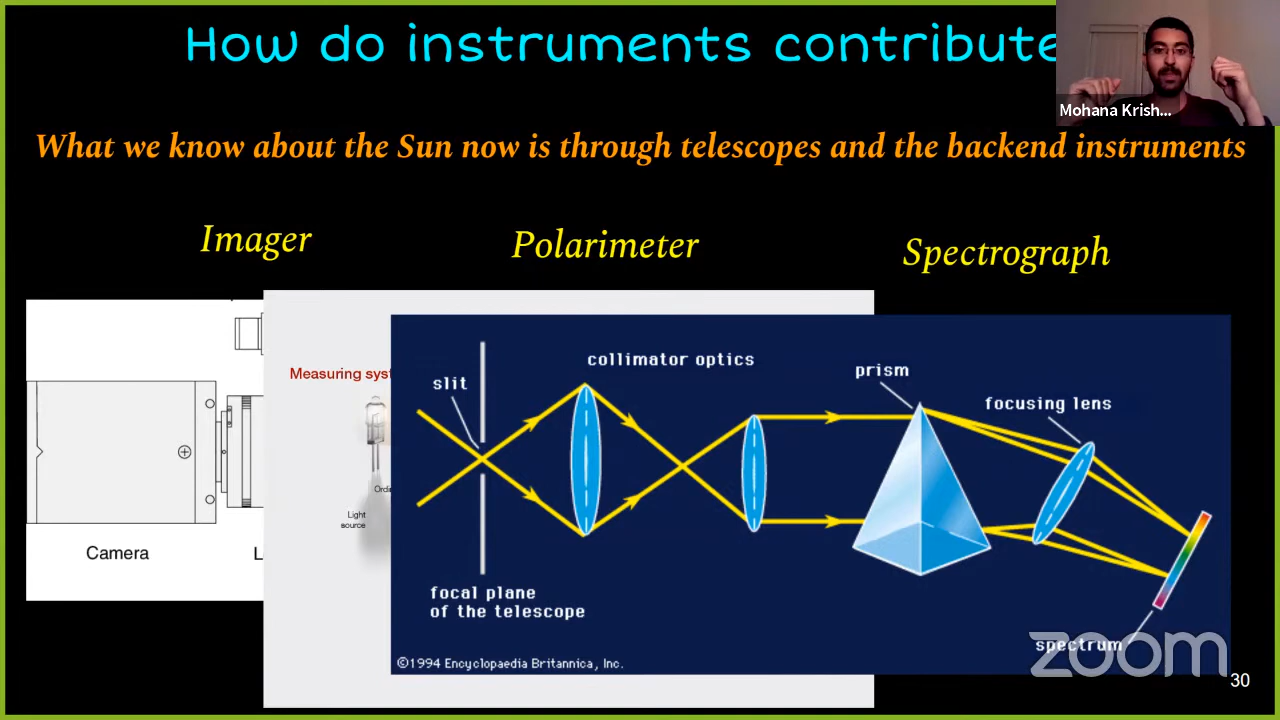 How do instruments contribute
Mohana Krish...
What we know about the Sun now is through telescopes and the backend instruments
Imager
Polarimeter
Spectrograph
Measuring syst
Light
source
Camera
L
slit
collimator optics
prism
focusing lens
focal plane
of the telescope
spectrum
©1994 Encyclopaedia Britannica, Inc.
zoom
30